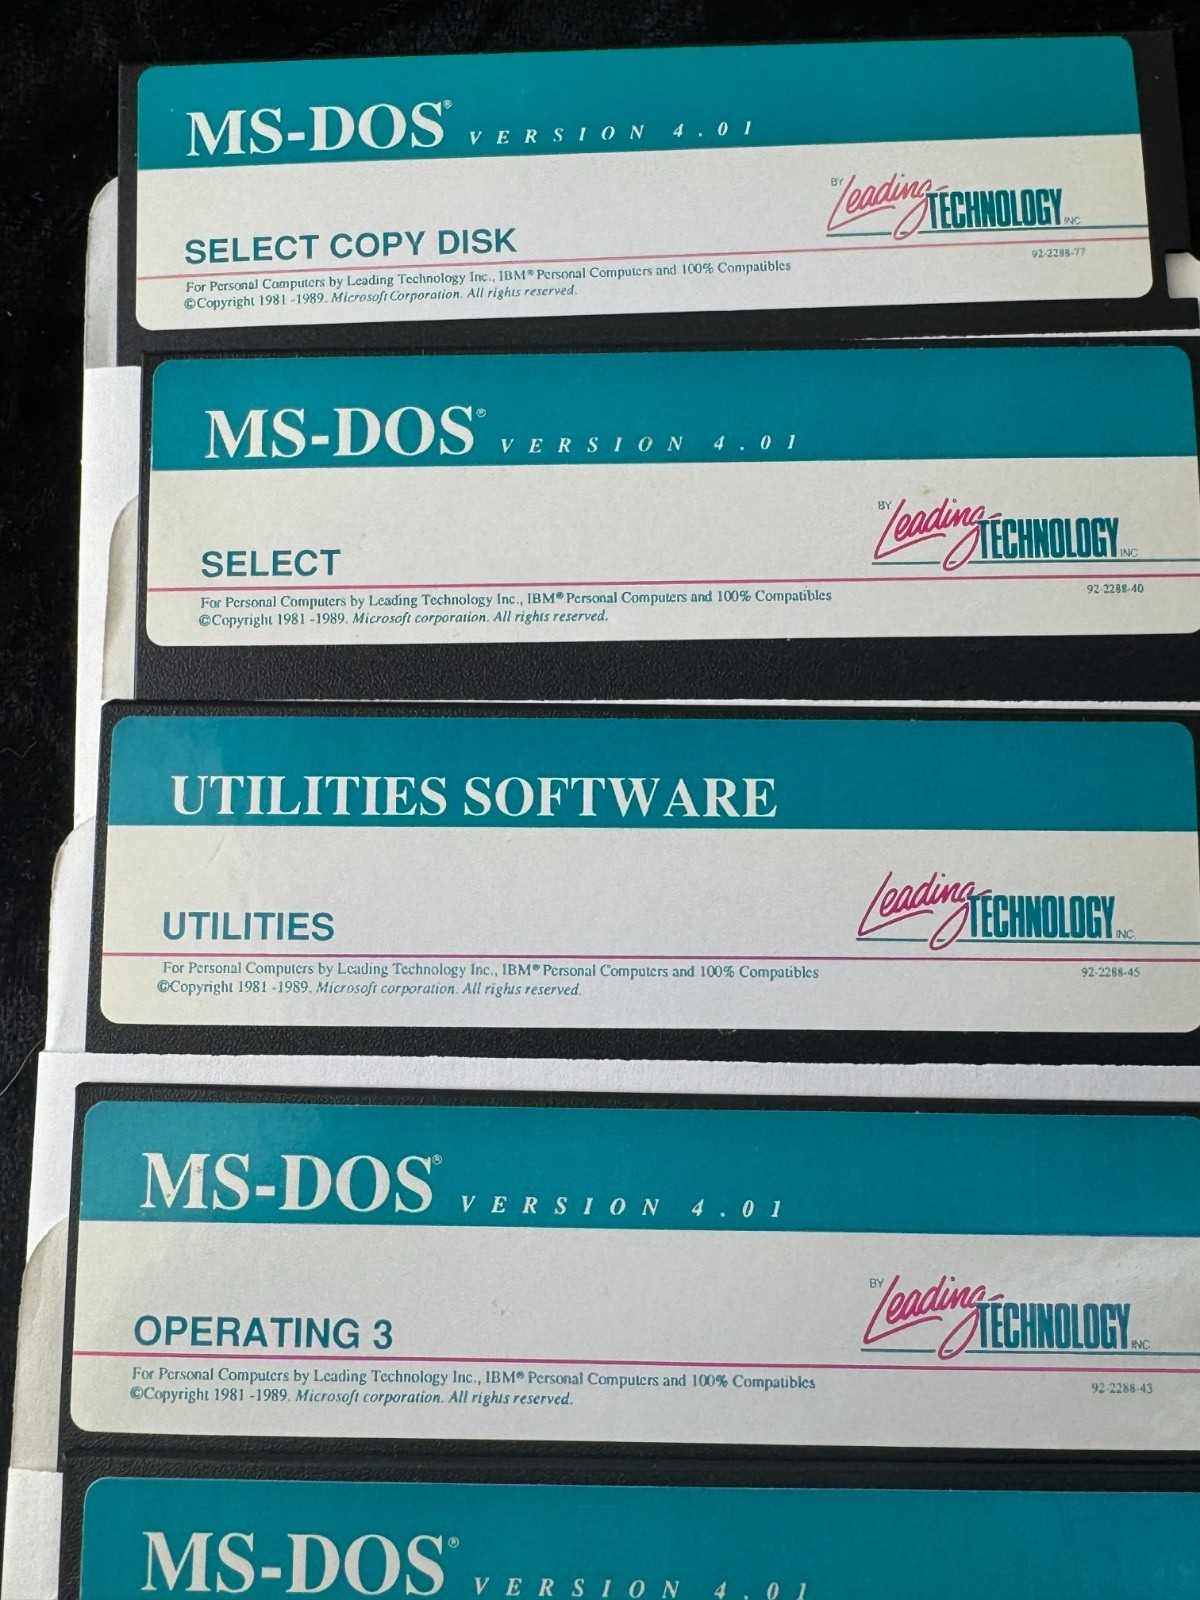 MS-DOS® VERSION 4.01
BY Leading TECHNOLOGY INC.
SELECT COPY DISK
92-2288-77
For Personal Computers by Leading Technology Inc., IBM® Personal Computers and 100% Compatibles
©Copyright 1981 -1989. Microsoft Corporation. All rights reserved.
MS-DOS® VERSION 4.01
BY Leading TECHNOLOGY INC.
SELECT
92-2288-40
For Personal Computers by Leading Technology Inc., IBM® Personal Computers and 100% Compatibles
©Copyright 1981 -1989. Microsoft corporation. All rights reserved.
UTILITIES SOFTWARE
Leading TECHNOLOGY INC.
UTILITIES
92-2288-45
For Personal Computers by Leading Technology Inc., IBM® Personal Computers and 100% Compatibles
©Copyright 1981 -1989. Microsoft corporation. All rights reserved.
MS-DOS® VERSION 4.01
BY Leading TECHNOLOGY INC.
OPERATING 3
92-2288-43
For Personal Computers by Leading Technology Inc., IBM® Personal Computers and 100% Compatibles
©Copyright 1981 -1989. Microsoft corporation. All rights reserved.
MS-DOS® VERSION 4.01